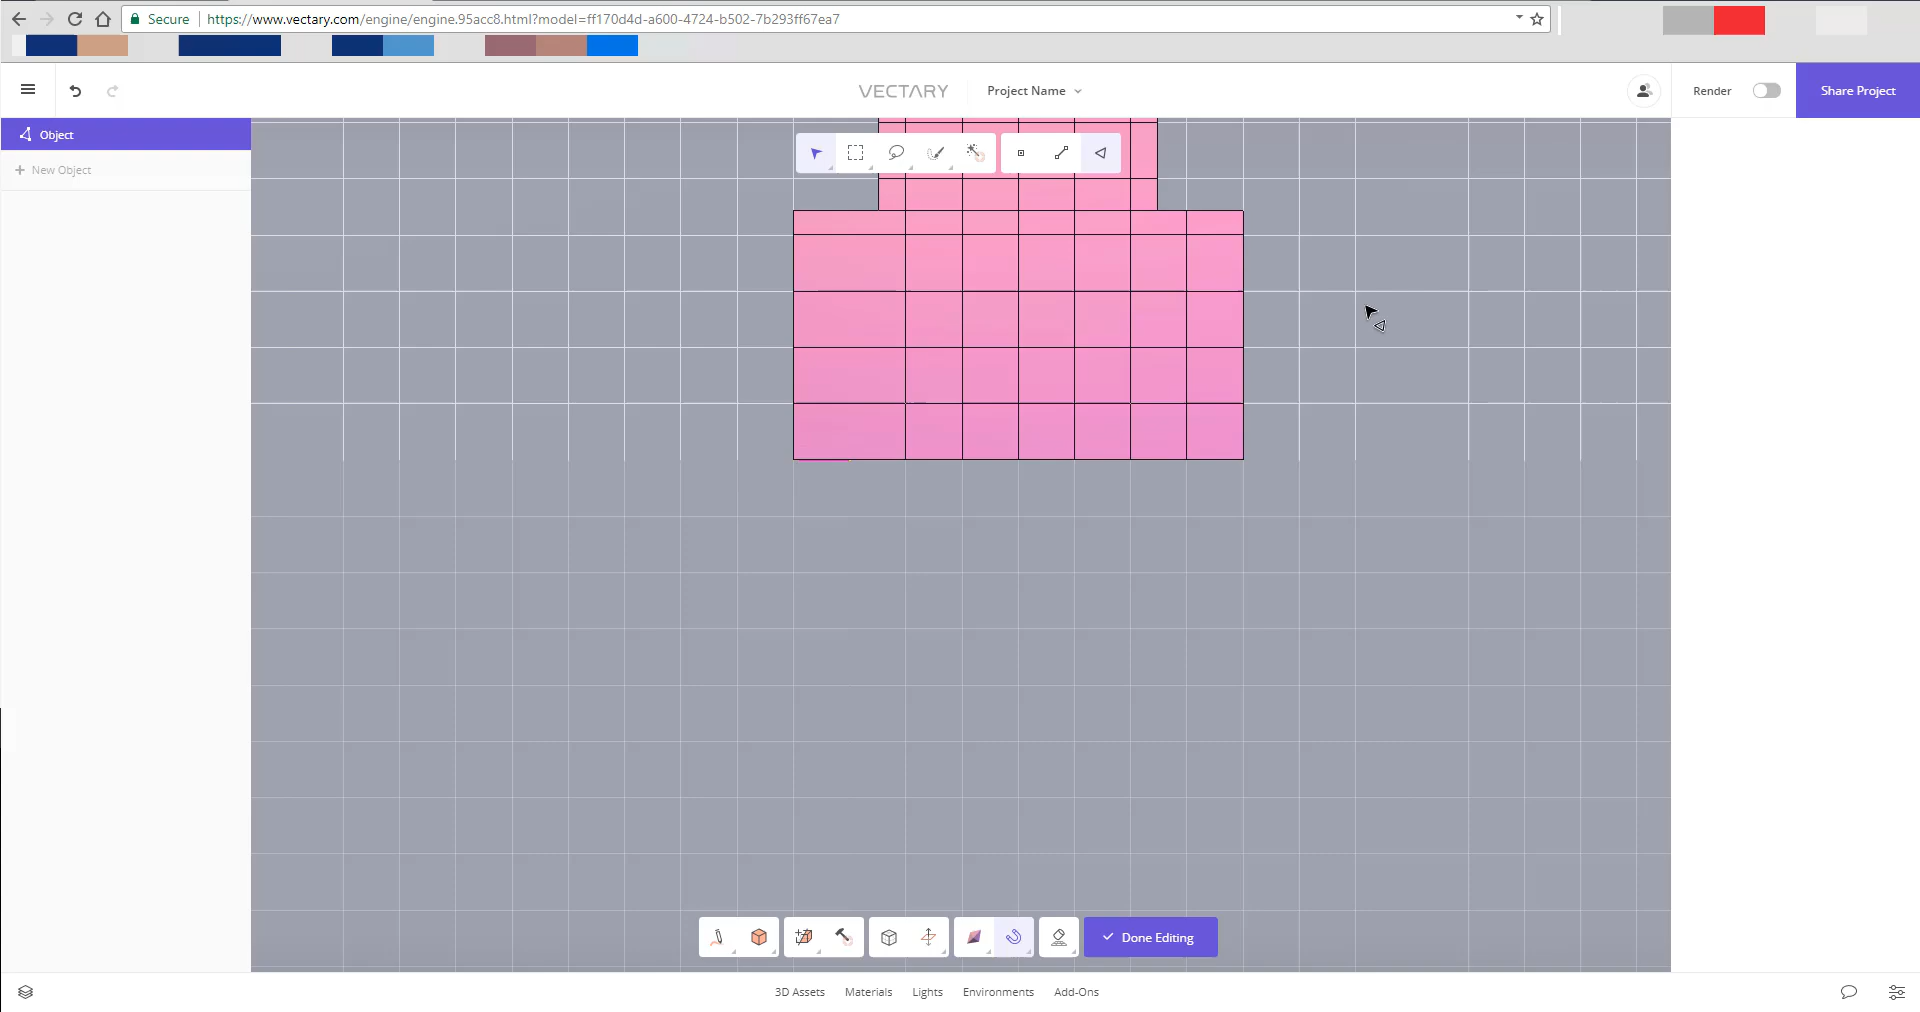 Secure
https://www.vectary.com/engine/engine.95acc8.html?model=ff170d4d-a600-4724-b502-7b293ff67ea7
VECTARY
Project Name
Render
Share Project
Object
New Object
Done Editing
3D Assets
Materials
Lights
Environments
Add-Ons